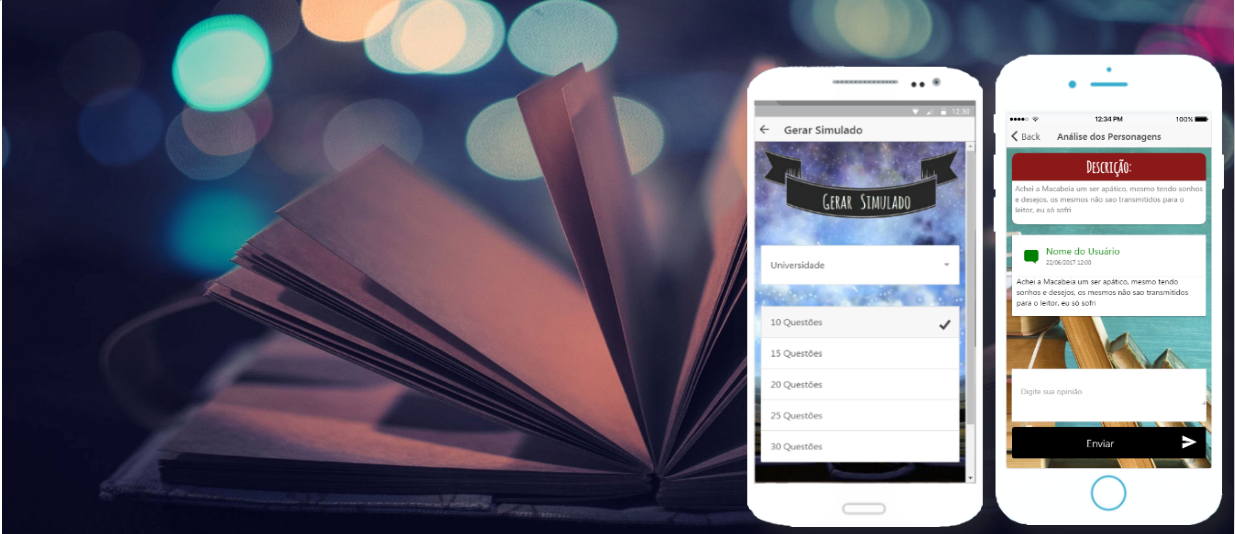 12:30
Gerar Simulado
GERAR SIMULADO
Universidade
10 Questões
15 Questões
20 Questões
25 Questões
30 Questões
12:34 PM 100%
Back Análise dos Personagens
DESCRIÇÃO:
Achei a Macabeia um ser apático, mesmo tendo sonhos
e desejos, os mesmos não sao transmitidos para o
leitor, eu só sofri
Nome do Usuário
22/06/2017 12:00
Achei a Macabeia um ser apático, mesmo tendo
sonhos e desejos, os mesmos não sao transmitidos
para o leitor, eu só sofri
Digite sua opinião
Enviar